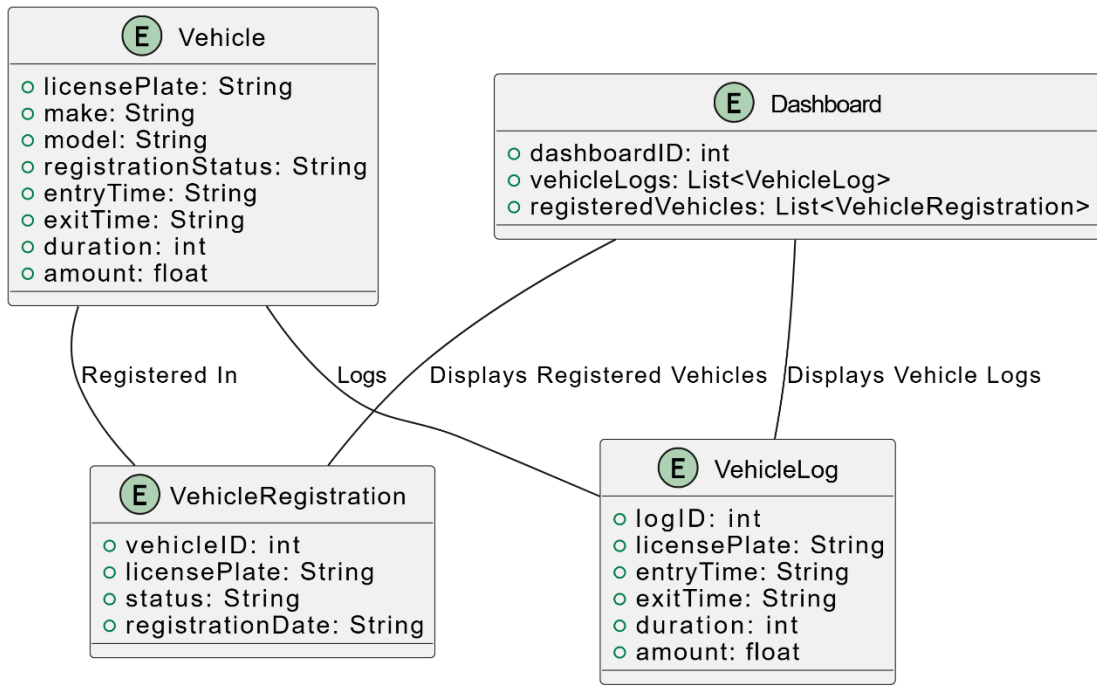 E Vehicle
licensePlate: String
make: String
model: String
registrationStatus: String
entryTime: String
exitTime: String
duration: int
amount: float
E Dashboard
dashboardID: int
vehicleLogs: List<VehicleLog>
registeredVehicles: List<VehicleRegistration>
Registered In
Logs
Displays Registered Vehicles
Displays Vehicle Logs
E VehicleRegistration
vehicleID: int
licensePlate: String
status: String
registrationDate: String
E VehicleLog
logID: int
licensePlate: String
entryTime: String
exitTime: String
duration: int
amount: float